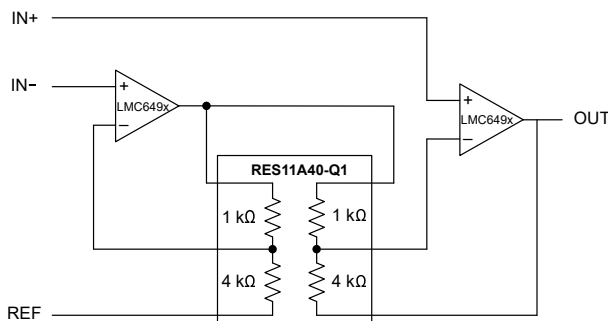 IN+
IN−
+
LMC649x
−
+
LMC649x
−
OUT
RES11A40-Q1
1 kΩ
1 kΩ
4 kΩ
4 kΩ
REF